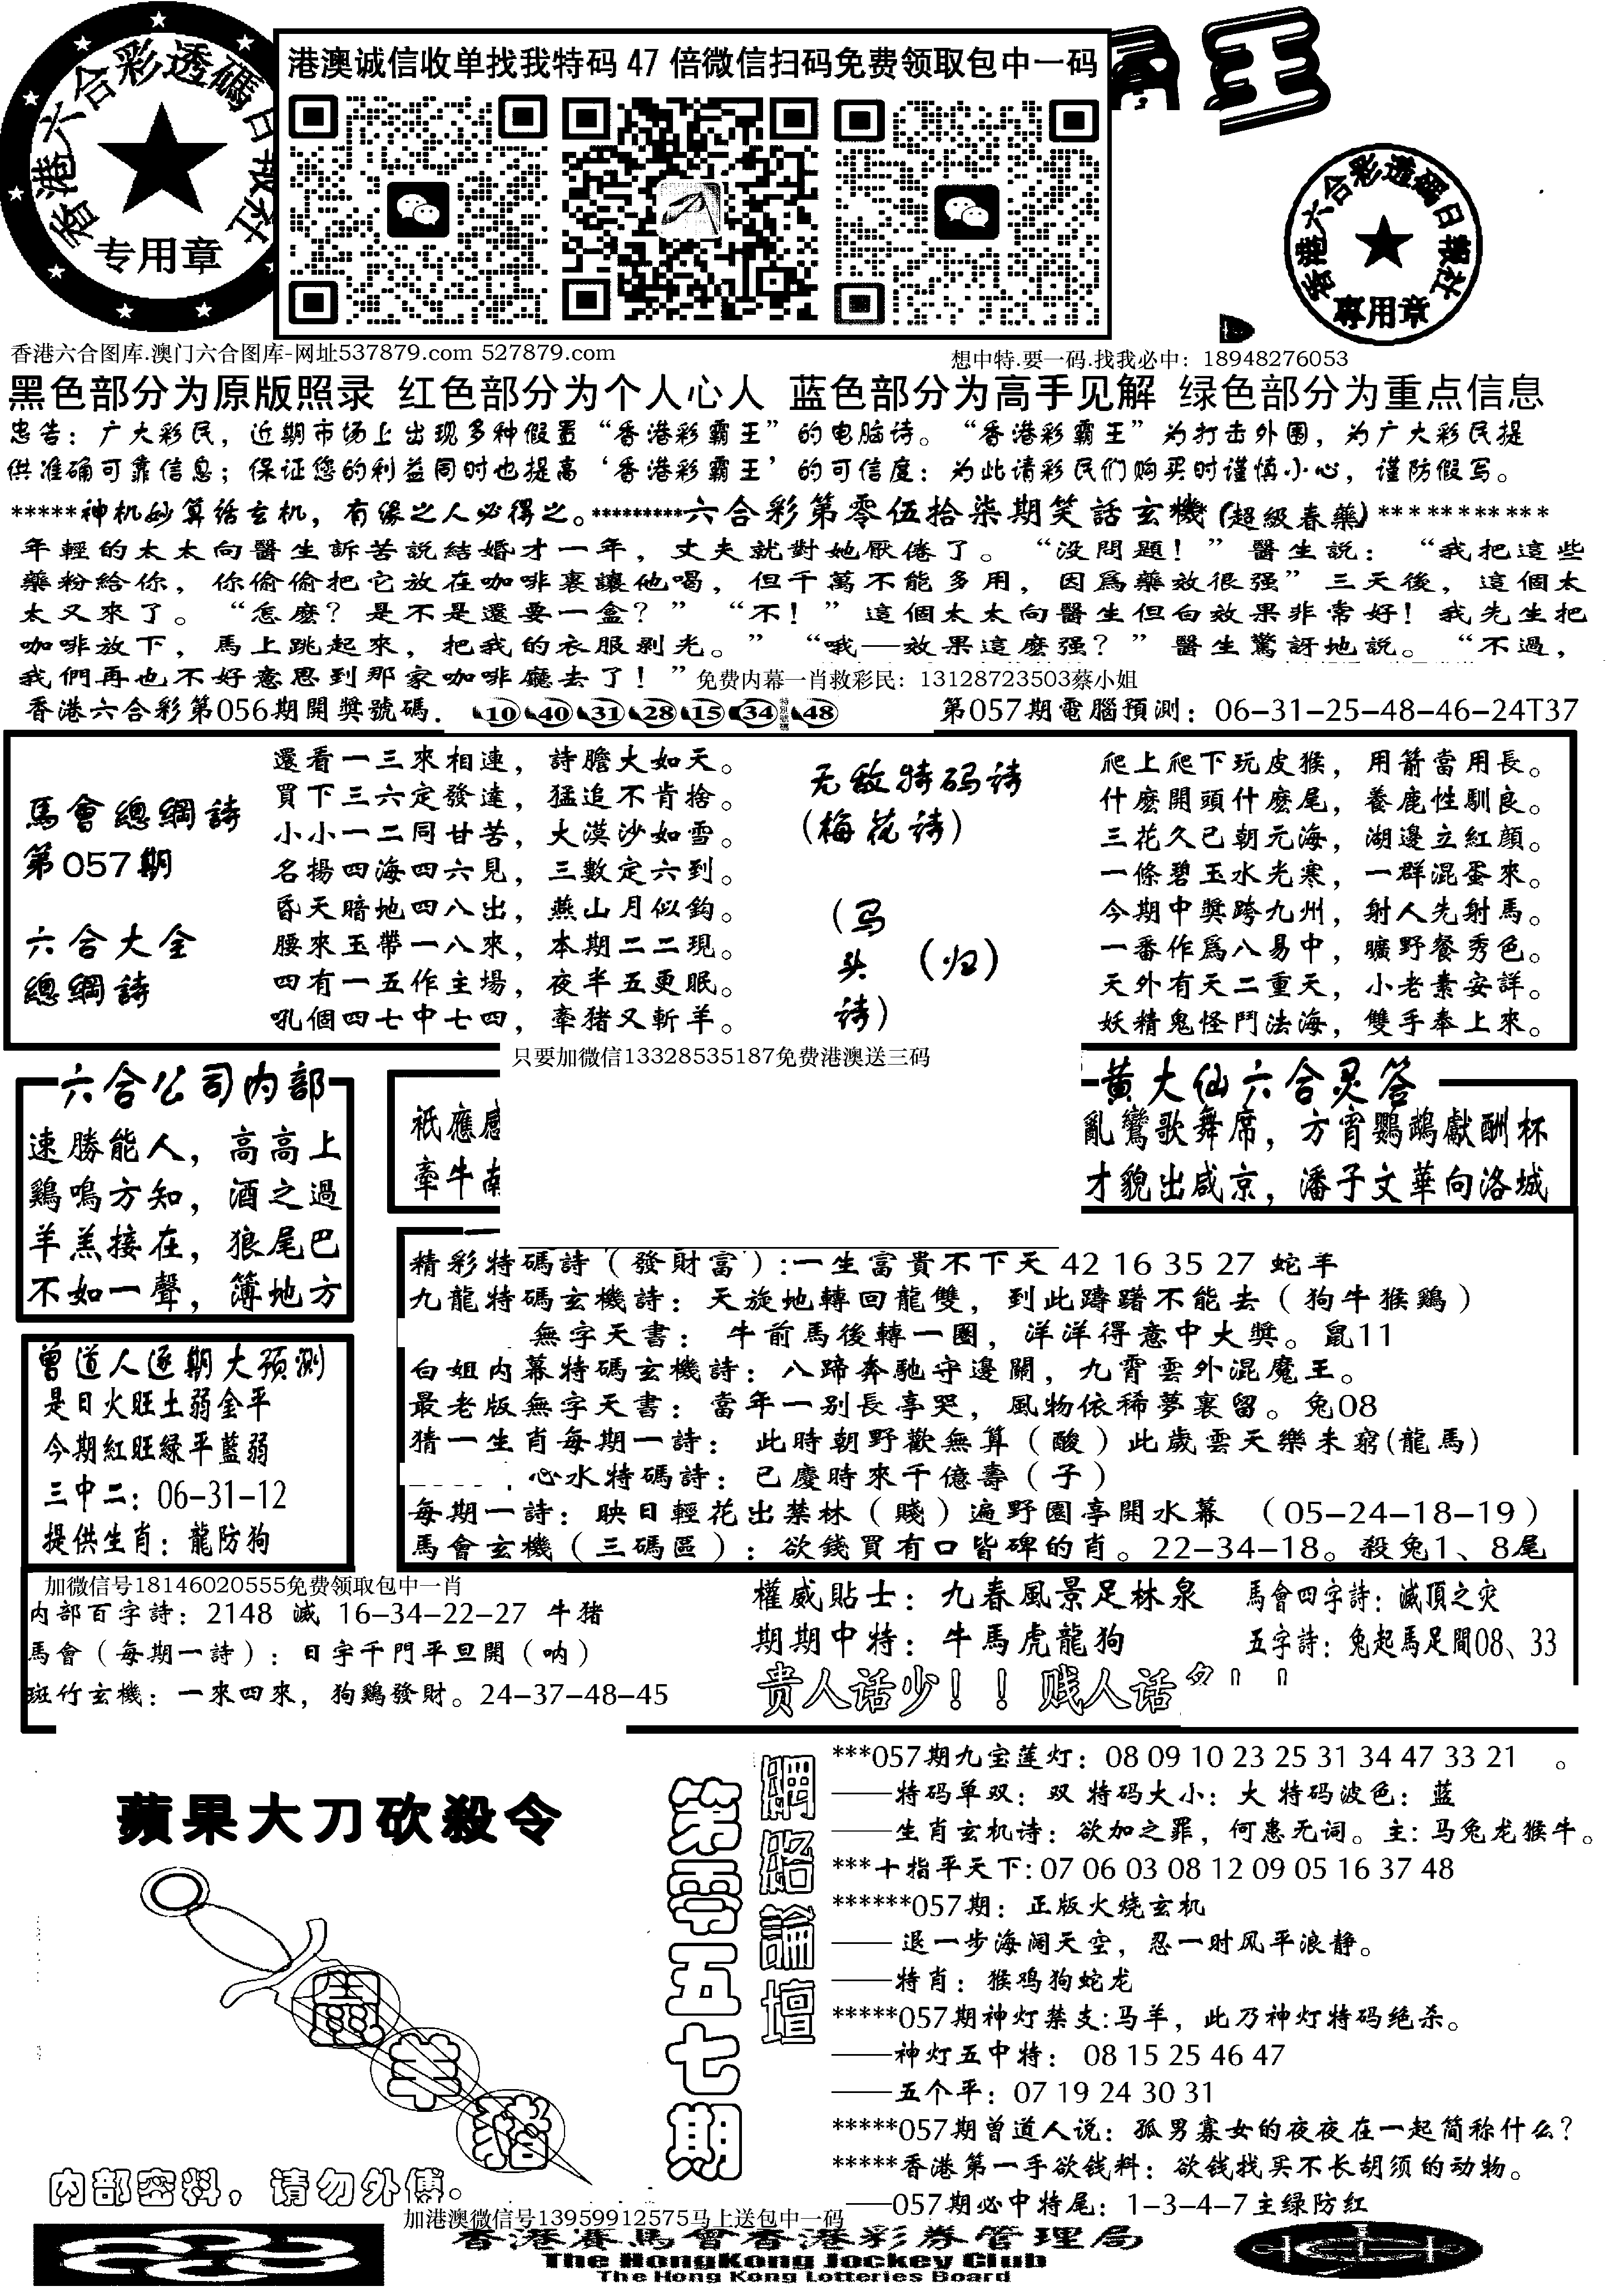 港澳诚信收单找我特码 47 倍微信扫码免费领取包中一码
王
香港六合彩透碼日報社
专用章
香港六合彩透碼日報社
專用章
香港六合图库.澳门六合图库-网址537879.com 527879.com
想中特.要一码.找我必中：18948276053
黑色部分为原版照录 红色部分为个人心人 蓝色部分为高手见解 绿色部分为重点信息
忠告：广大彩民，近期市场上出现多种假冒“香港彩霸王”的电脑诗。“香港彩霸王”为打击外围，为广大彩民提
供准确可靠信息；保证您的利益同时也提高‘香港彩霸王’的可信度：为此请彩民们购买时谨慎小心，谨防假写。
*****神机妙算话玄机，有缘之人必得之。*********六合彩第零伍拾柒期笑話玄機(超級春藥)***********
年輕的太太向醫生訴苦説結婚才一年，丈夫就對她厭倦了。“没問題！”醫生説：“我把這些
藥粉給你，你偷偷把它放在咖啡裏讓他喝，但千萬不能多用，因爲藥效很强”三天後，這個太
太又來了。“怎麽？是不是還要一盒？”“不！”這個太太向醫生但白效果非常好！我先生把
咖啡放下，馬上跳起來，把我的衣服剥光。”“哦—效果這麽强？”醫生驚訝地説。“不過，
我們再也不好意思到那家咖啡廳去了！”
免费内幕一肖救彩民：13128723503蔡小姐
香港六合彩第056期開奬號碼. 10 40 31 28 15 34 特别號碼 48 第057期電腦預測：06-31-25-48-46-24T37
馬會總綱詩
第057期
六合大全
總綱詩
還看一三來相連，詩膽大如天。
買下三六定發達，猛追不肯捨。
小小一二同甘苦，大漠沙如雪。
名揚四海四六見，三數定六到。
昏天暗地四八出，燕山月似鈎。
腰來玉帶一八來，本期二二現。
四有一五作主場，夜半五更眠。
吼個四七中七四，牽猪又斬羊。
无敌特码诗
(梅花诗)
(马头诗)
(归)
爬上爬下玩皮猴，用箭當用長。
什麽開頭什麽尾，養鹿性馴良。
三花久已朝元海，湖邊立紅顔。
一條碧玉水光寒，一群混蛋來。
今期中奬跨九州，射人先射馬。
一番作爲八易中，曠野餐秀色。
天外有天二重天，小老素安詳。
妖精鬼怪鬥法海，雙手奉上來。
只要加微信13328535187免费港澳送三码
六合公司内部
速勝能人，高高上
鷄鳴方知，酒之過
羊羔接在，狼尾巴
不如一聲，簿地方
祇應感
牽牛南
黄大仙六合灵签
亂鸞歌舞席，方宵鸚鵡獻酬杯
才貌出咸京，潘子文華向洛城
精彩特碼詩（發財富）:一生富貴不下天 42 16 35 27 蛇羊
九龍特碼玄機詩：天旋地轉回龍雙，到此躊躇不能去（狗牛猴鷄）
無字天書：牛前馬後轉一圈，洋洋得意中大奬。鼠11
白姐内幕特碼玄機詩：八蹄奔馳守邊關，九霄雲外混魔王。
最老版無字天書：當年一别長亭哭，風物依稀夢裏留。兔08
猜一生肖每期一詩：此時朝野歡無算（酸）此歲雲天樂未窮(龍馬)
心水特碼詩：已慶時來千億壽（子）
每期一詩：映日輕花出禁林（賤）遍野園亭開水幕（05-24-18-19）
馬會玄機（三碼區）：欲錢買有口皆碑的肖。22-34-18。殺兔1、8尾
曾道人逐期大预测
是日火旺土弱金平
今期紅旺緑平藍弱
三中二：06-31-12
提供生肖：龍防狗
加微信号18146020555免费领取包中一肖
内部百字詩：2148 滅 16-34-22-27 牛猪
馬會（每期一詩）：日宇千門平旦開（呐）
斑竹玄機：一來四來，狗鷄發財。24-37-48-45
權威貼士：九春風景足林泉
期期中特：牛馬虎龍狗
馬會四字詩：滅頂之灾
五字詩：兔起馬足間08、33
贵人话少！！贱人话
蘋果大刀砍殺令
羊
猪
内部密料，请勿外傅。
第零五七期
網絡論壇
***057期九宝莲灯：08 09 10 23 25 31 34 47 33 21 。
——特码单双：双 特码大小：大 特码波色：蓝
——生肖玄机诗：欲加之罪，何患无词。主：马兔龙猴牛。
***十指平天下：07 06 03 08 12 09 05 16 37 48
******057期：正版火烧玄机
——退一步海阔天空，忍一时风平浪静。
——特肖：猴鸡狗蛇龙
*****057期神灯禁支:马羊，此乃神灯特码绝杀。
——神灯五中特：08 15 25 46 47
——五个平：07 19 24 30 31
*****057期曾道人说：孤男寡女的夜夜在一起简称什么？
*****香港第一手欲钱料：欲钱找买不长胡须的动物。
——057期必中特尾：1-3-4-7主绿防红
加港澳微信号13959912575马上送包中一码
香港賽馬會香港彩券管理局
The HongKong Jockey Club
The Hong Kong Lotteries Board